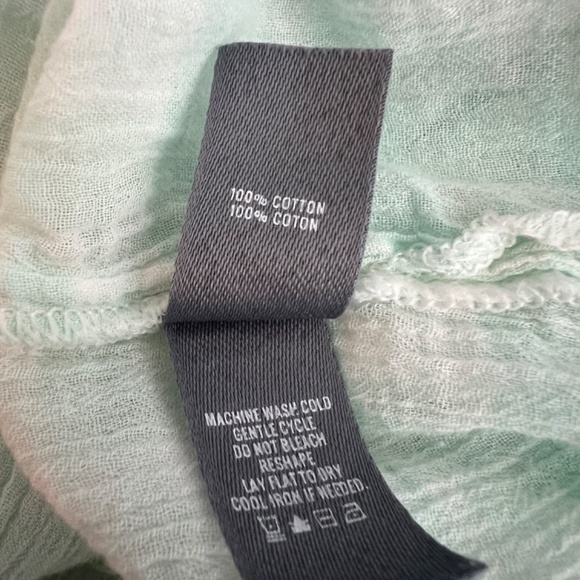 100% COTTON
100% COTON
MACHINE WASH COLD
GENTLE CYCLE
DO NOT BLEACH
RESHAPE
LAY FLAT TO DRY
COOL IRON IF NEEDED.